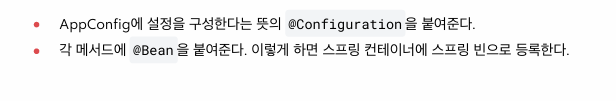 AppConfig에 설정을 구성한다는 뜻의 @Configuration 을 붙여준다.
각 메서드에 @Bean 을 붙여준다. 이렇게 하면 스프링 컨테이너에 스프링 빈으로 등록한다.